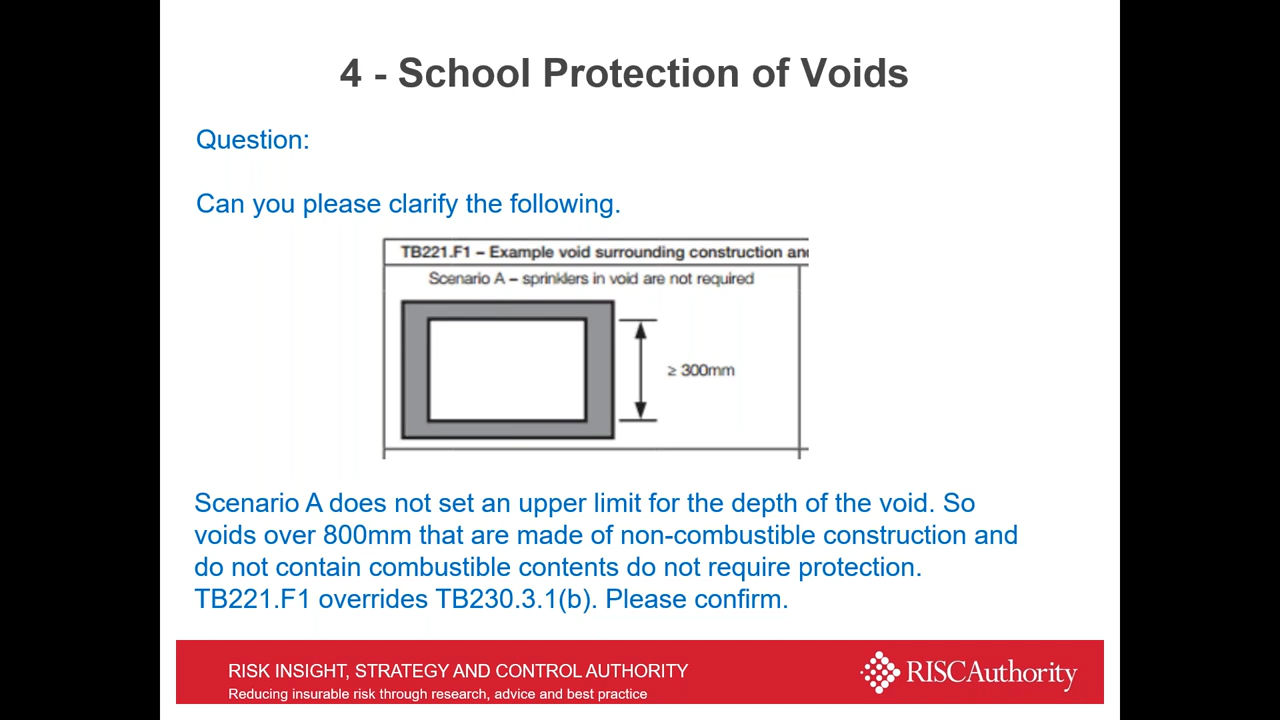 4 - School Protection of Voids
Question:
Can you please clarify the following.
TB221.F1 – Example void surrounding construction
Scenario A – sprinklers in void are not required
≥ 300mm
Scenario A does not set an upper limit for the depth of the void. So
voids over 800mm that are made of non-combustible construction and
do not contain combustible contents do not require protection.
TB221.F1 overrides TB230.3.1(b). Please confirm.
RISK INSIGHT, STRATEGY AND CONTROL AUTHORITY
Reducing insurable risk through research, advice and best practice
RISCAuthority